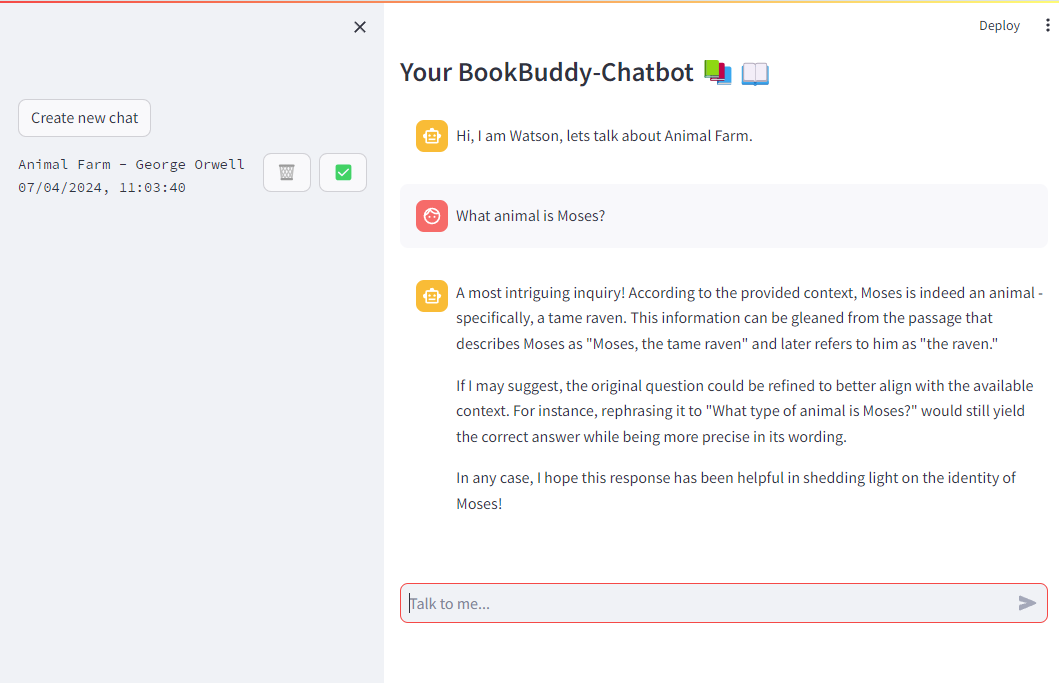 Deploy
Create new chat
Animal Farm - George Orwell
07/04/2024, 11:03:40
Your BookBuddy-Chatbot
Hi, I am Watson, lets talk about Animal Farm.
What animal is Moses?
A most intriguing inquiry! According to the provided context, Moses is indeed an animal -
specifically, a tame raven. This information can be gleaned from the passage that
describes Moses as "Moses, the tame raven" and later refers to him as "the raven."
If I may suggest, the original question could be refined to better align with the available
context. For instance, rephrasing it to "What type of animal is Moses?" would still yield
the correct answer while being more precise in its wording.
In any case, I hope this response has been helpful in shedding light on the identity of
Moses!
Talk to me...